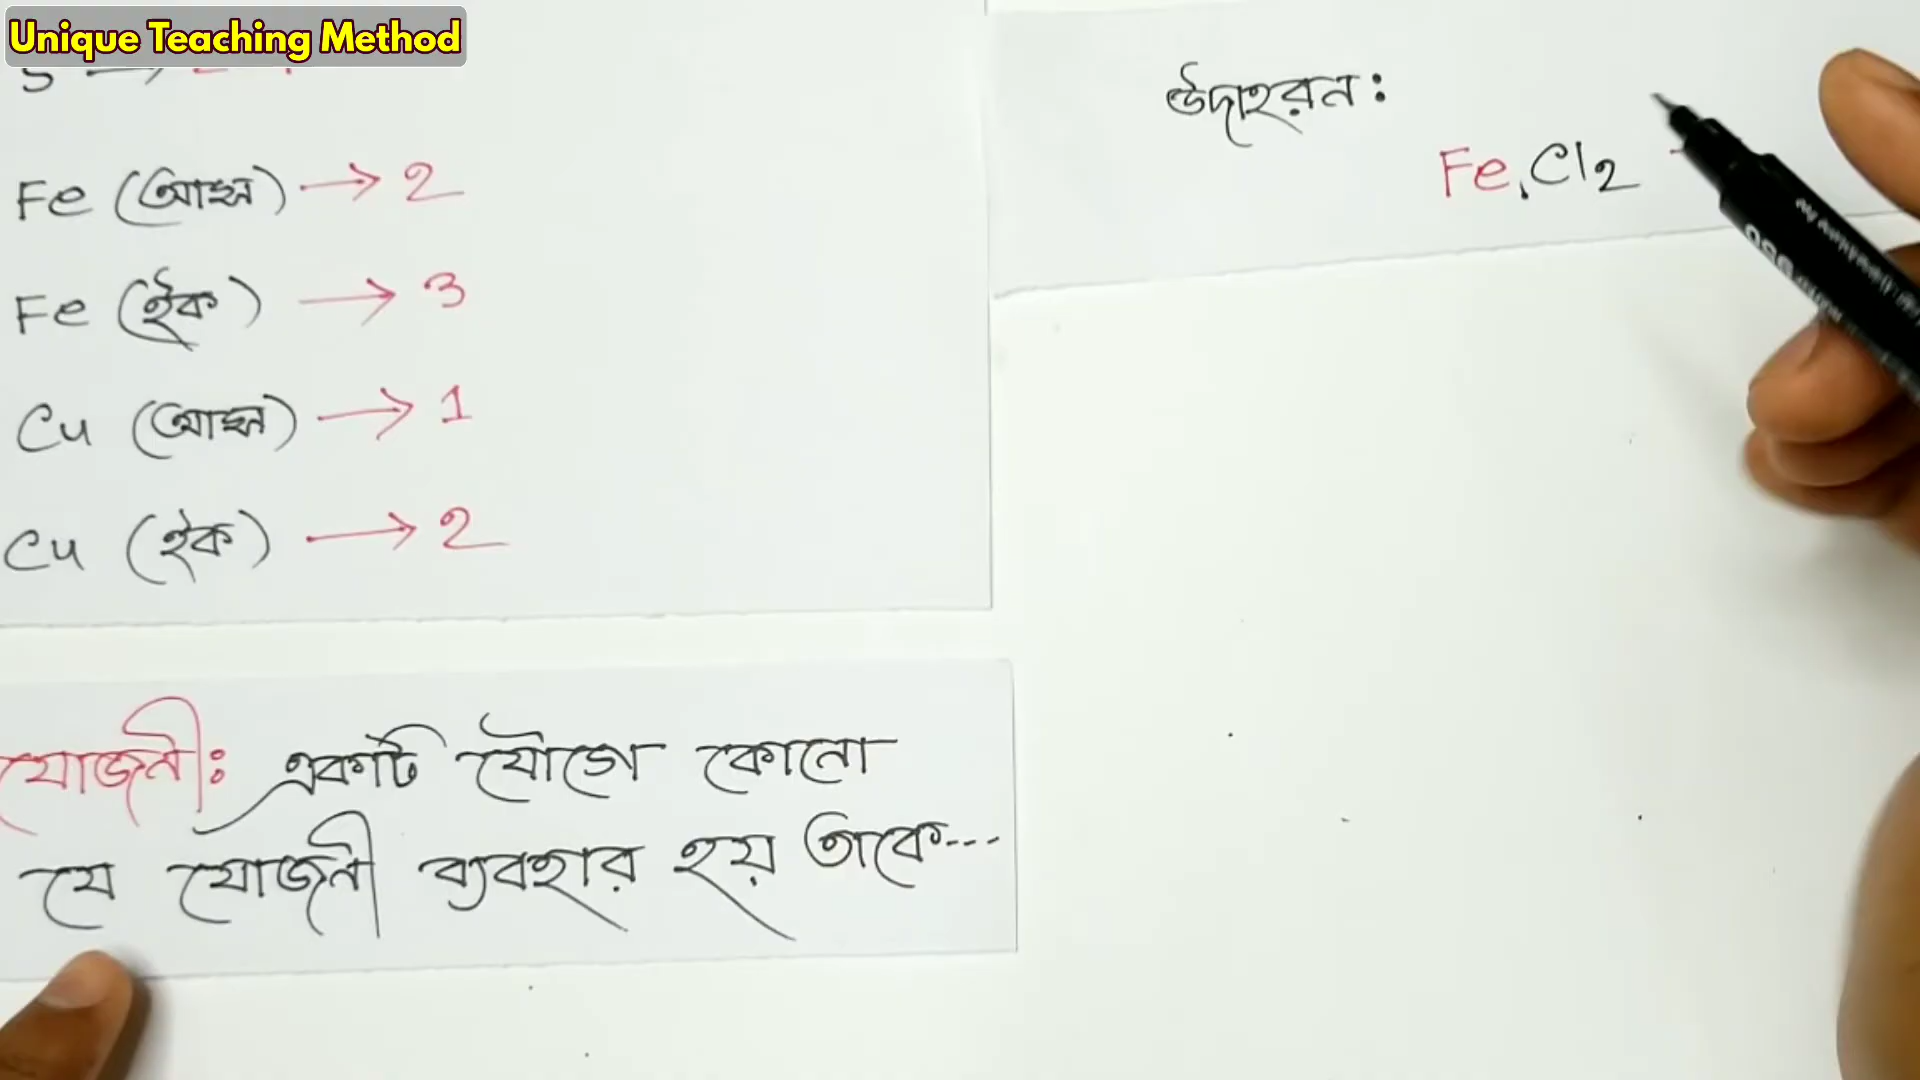 Unique Teaching Method
Fe (আস) → 2
Fe (ইক) → 3
Cu (আস) → 1
Cu (ইক) → 2
যোজনী: একটি যৌগে কোনো
যে যোজনী ব্যবহার হয় তাকে---
উদাহরন:
FeCl2